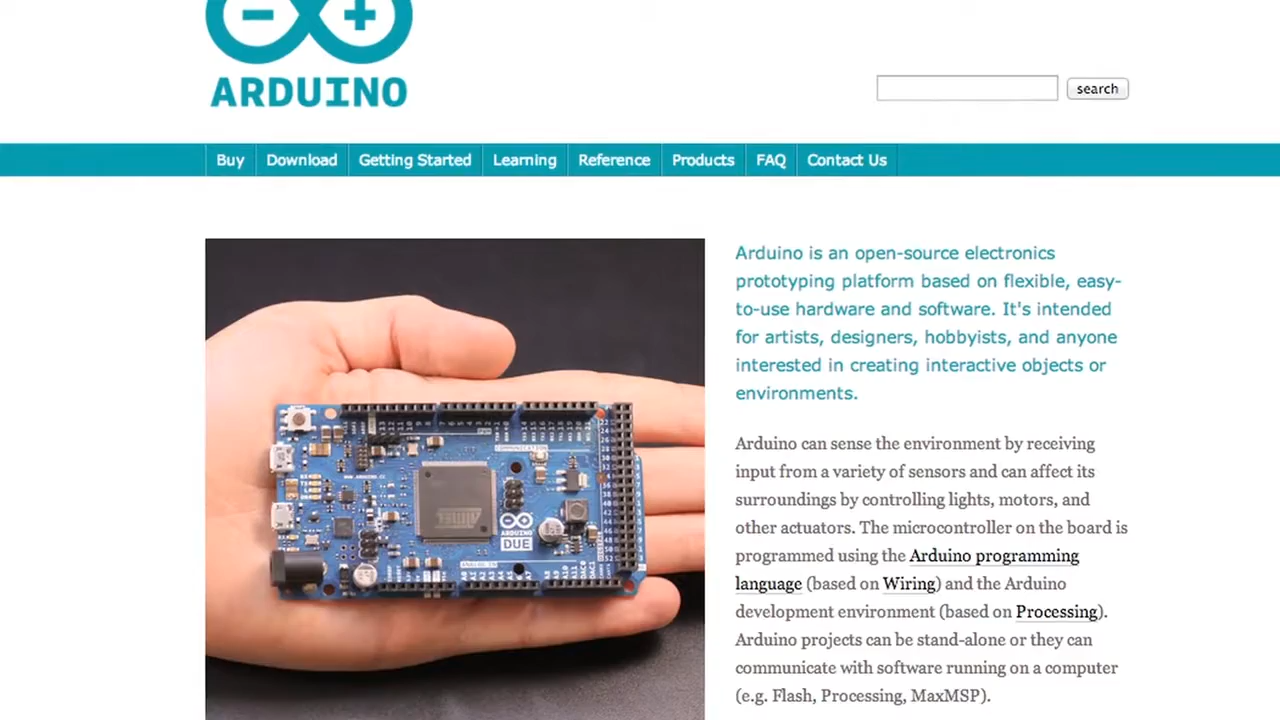 ARDUINO
search
Buy Download Getting Started Learning Reference Products FAQ Contact Us
Arduino is an open-source electronics
prototyping platform based on flexible, easy-
to-use hardware and software. It's intended
for artists, designers, hobbyists, and anyone
interested in creating interactive objects or
environments.
Arduino can sense the environment by receiving
input from a variety of sensors and can affect its
surroundings by controlling lights, motors, and
other actuators. The microcontroller on the board is
programmed using the Arduino programming
language (based on Wiring) and the Arduino
development environment (based on Processing).
Arduino projects can be stand-alone or they can
communicate with software running on a computer
(e.g. Flash, Processing, MaxMSP).
COMMUNICATION
ATMEL
ARDUINO
DUE
ANALOG IN